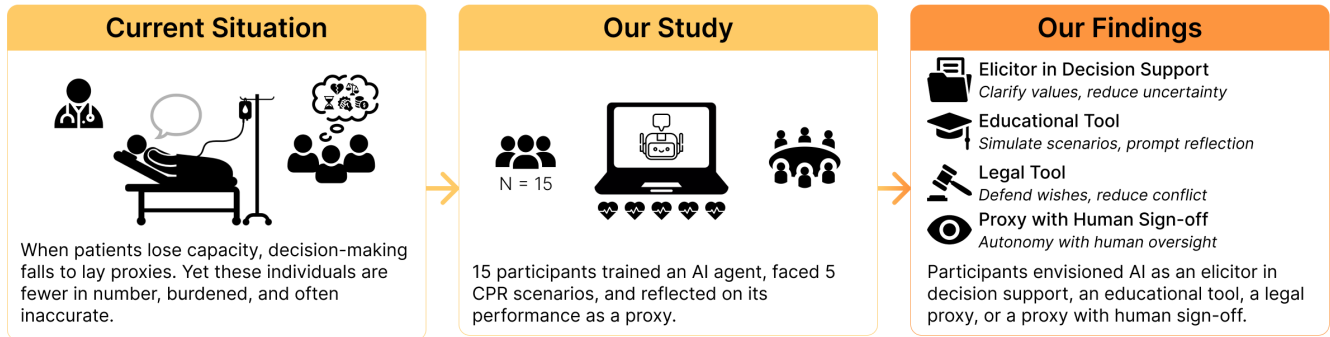 Current Situation
When patients lose capacity, decision-making
falls to lay proxies. Yet these individuals are
fewer in number, burdened, and often
inaccurate.
Our Study
N = 15
15 participants trained an AI agent, faced 5
CPR scenarios, and reflected on its
performance as a proxy.
Our Findings
Elicitor in Decision Support
Clarify values, reduce uncertainty
Educational Tool
Simulate scenarios, prompt reflection
Legal Tool
Defend wishes, reduce conflict
Proxy with Human Sign-off
Autonomy with human oversight
Participants envisioned AI as an elicitor in
decision support, an educational tool, a legal
proxy, or a proxy with human sign-off.